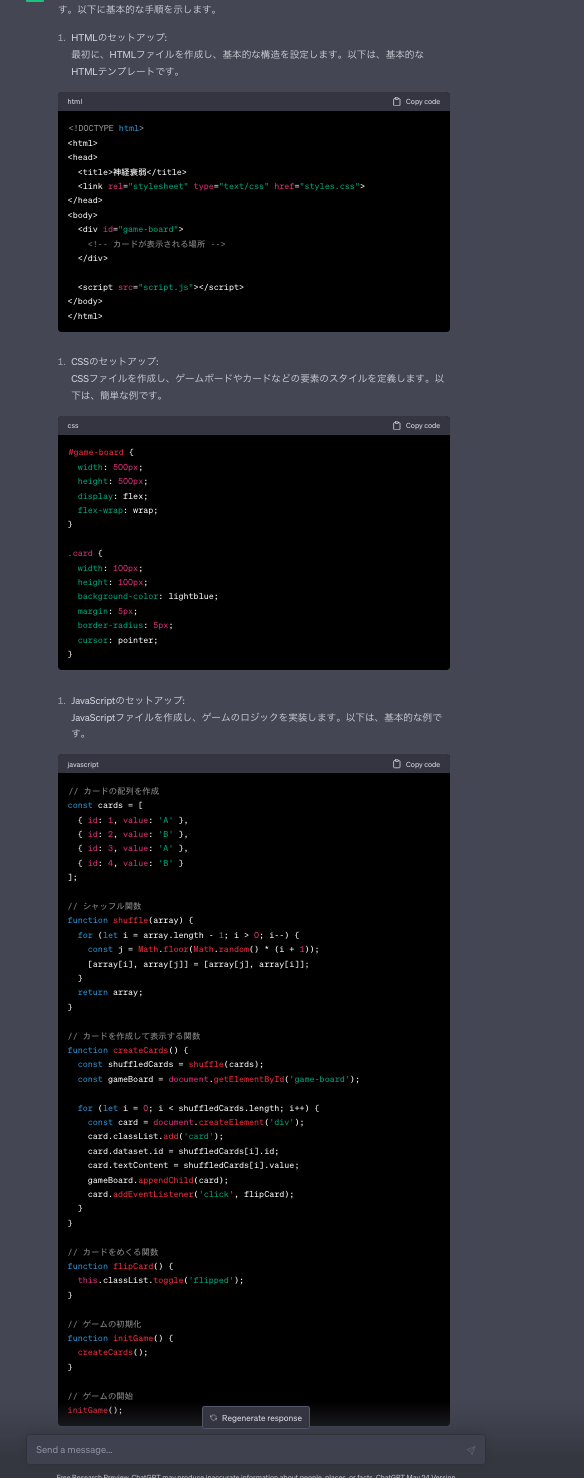 す。以下に基本的な手順を示します。
1. HTMLのセットアップ:
最初に、HTMLファイルを作成し、基本的な構造を設定します。以下は、基本的な
HTMLテンプレートです。
html Copy code
<!DOCTYPE html>
<html>
<head>
  <title>神経衰弱</title>
  <link rel="stylesheet" type="text/css" href="styles.css">
</head>
<body>
  <div id="game-board">
    <!-- カードが表示される場所 -->
  </div>
  <script src="script.js"></script>
</body>
</html>
1. CSSのセットアップ:
CSSファイルを作成し、ゲームボードやカードなどの要素のスタイルを定義します。以
下は、簡単な例です。
css Copy code
#game-board {
  width: 500px;
  height: 500px;
  display: flex;
  flex-wrap: wrap;
}
.card {
  width: 100px;
  height: 100px;
  background-color: lightblue;
  margin: 5px;
  border-radius: 5px;
  cursor: pointer;
}
1. JavaScriptのセットアップ:
JavaScriptファイルを作成し、ゲームのロジックを実装します。以下は、基本的な例で
す。
javascript Copy code
// カードの配列を作成
const cards = [
  { id: 1, value: 'A' },
  { id: 2, value: 'B' },
  { id: 3, value: 'A' },
  { id: 4, value: 'B' }
];
// シャッフル関数
function shuffle(array) {
  for (let i = array.length - 1; i > 0; i--) {
    const j = Math.floor(Math.random() * (i + 1));
    [array[i], array[j]] = [array[j], array[i]];
  }
  return array;
}
// カードを作成して表示する関数
function createCards() {
  const shuffledCards = shuffle(cards);
  const gameBoard = document.getElementById('game-board');
  for (let i = 0; i < shuffledCards.length; i++) {
    const card = document.createElement('div');
    card.classList.add('card');
    card.dataset.id = shuffledCards[i].id;
    card.textContent = shuffledCards[i].value;
    gameBoard.appendChild(card);
    card.addEventListener('click', flipCard);
  }
}
// カードをめくる関数
function flipCard() {
  this.classList.toggle('flipped');
}
// ゲームの初期化
function initGame() {
  createCards();
}
// ゲームの開始
initGame();
Regenerate response
Send a message...
Free Research Preview. ChatGPT may produce inaccurate information about people, places, or facts. ChatGPT May 24 Version